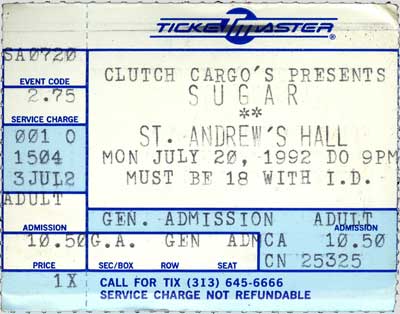 TICKETMASTER
SA0720
EVENT CODE
2.75
SERVICE CHARGE
001 0
1504
3JUL2
ADULT
ADMISSION
10.50
PRICE
1X
CLUTCH CARGO'S PRESENTS
SUGAR
**
ST. ANDREW'S HALL
MON JULY 20, 1992 DO 9PM
MUST BE 18 WITH I.D.
GEN. ADMISSION ADULT
ADMISSION
G.A. GEN ADMCA 10.50
SEC/BOX ROW SEAT
CN 25325
CALL FOR TIX (313) 645-6666
SERVICE CHARGE NOT REFUNDABLE